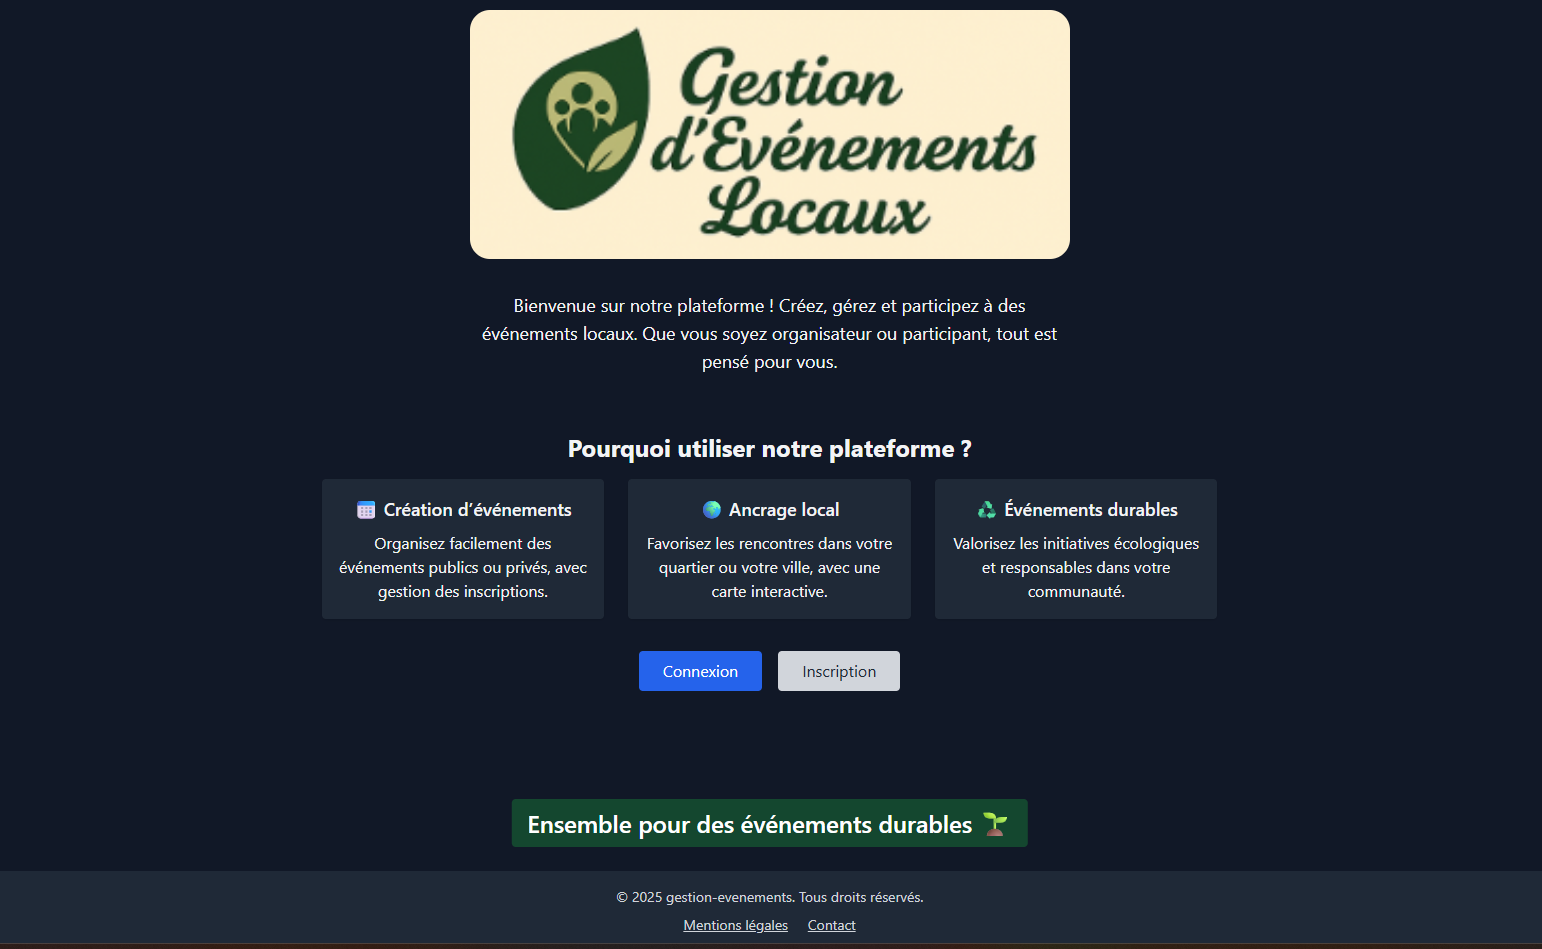 Gestion
d'Evénements
Locaux
Bienvenue sur notre plateforme ! Créez, gérez et participez à des
événements locaux. Que vous soyez organisateur ou participant, tout est
pensé pour vous.
Pourquoi utiliser notre plateforme ?
Création d’événements
Organisez facilement des
événements publics ou privés, avec
gestion des inscriptions.
Ancrage local
Favorisez les rencontres dans votre
quartier ou votre ville, avec une
carte interactive.
Événements durables
Valorisez les initiatives écologiques
et responsables dans votre
communauté.
Connexion
Inscription
Ensemble pour des événements durables
© 2025 gestion-evenements. Tous droits réservés.
Mentions légales Contact